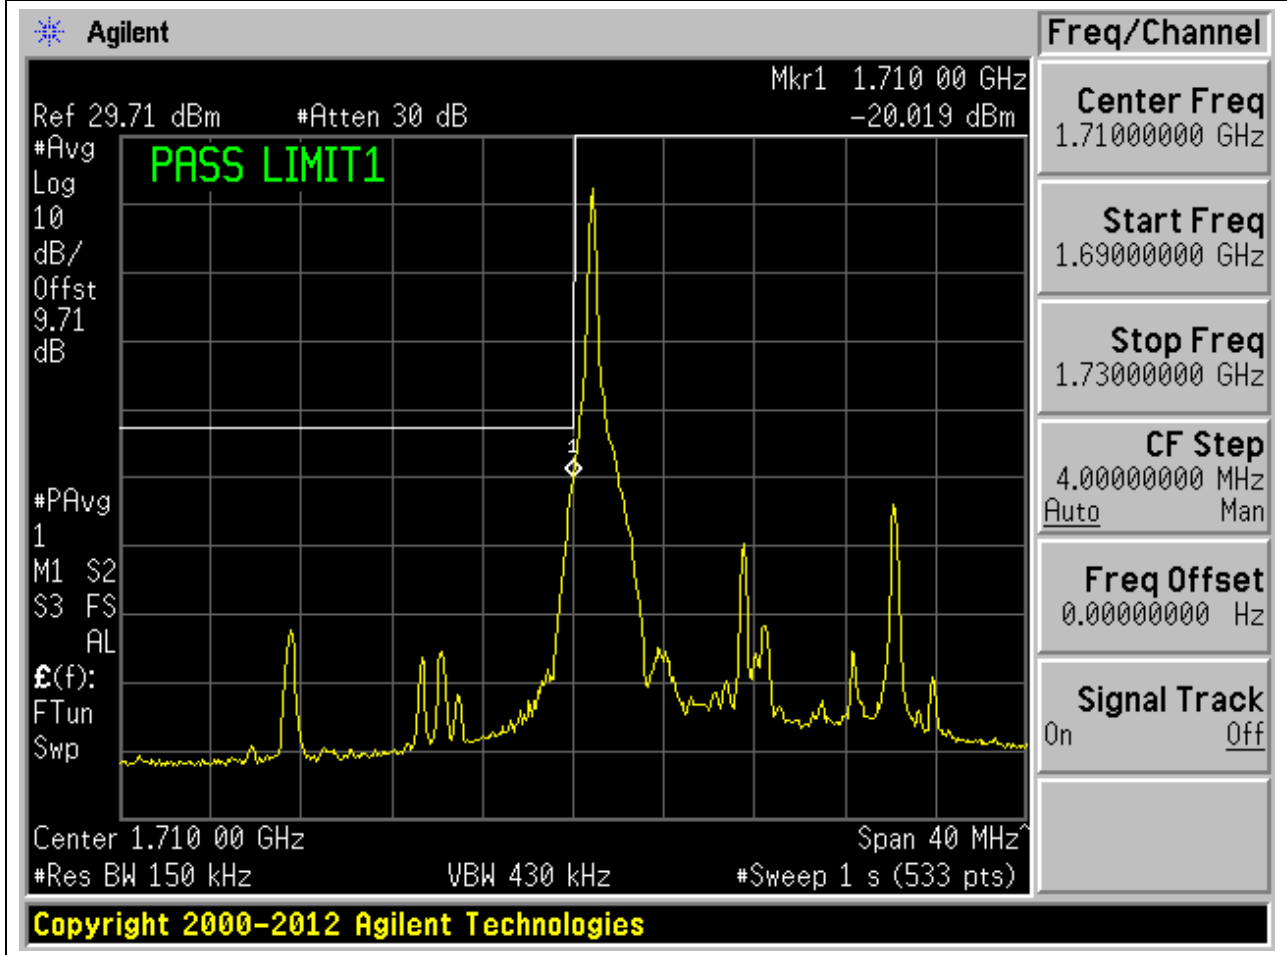 Agilent
Freq/Channel
Mkr1 1.710 00 GHz
Ref 29.71 dBm #Atten 30 dB -20.019 dBm
#Avg
Log
10
dB/
Offst
9.71
dB
PASS LIMIT1
1
#PAvg
1
M1 S2
S3 FS
AL
£(f):
FTun
Swp
Center 1.710 00 GHz Span 40 MHz^
#Res BW 150 kHz VBW 430 kHz #Sweep 1 s (533 pts)
Copyright 2000-2012 Agilent Technologies
Center Freq
1.71000000 GHz
Start Freq
1.69000000 GHz
Stop Freq
1.73000000 GHz
CF Step
4.00000000 MHz
Auto Man
Freq Offset
0.00000000 Hz
Signal Track
On Off